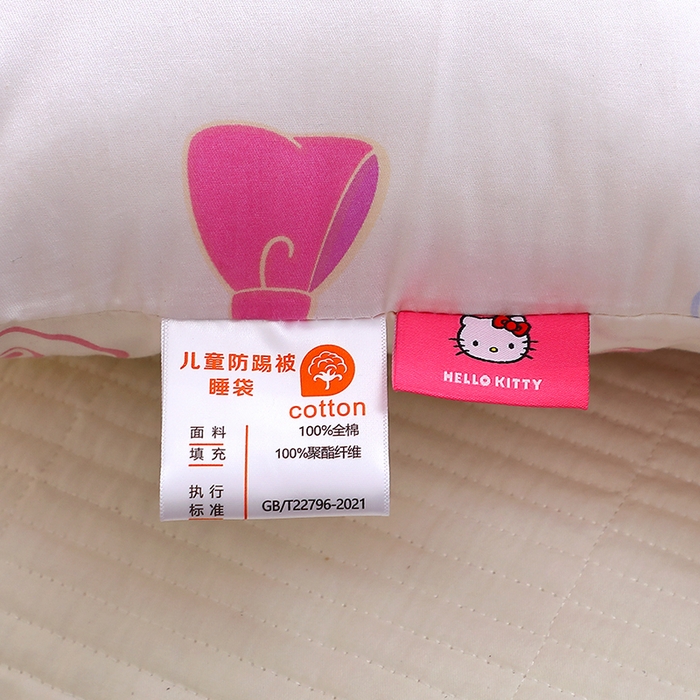 儿童防踢被
睡袋
cotton
面料 100%全棉
填充 100%聚酯纤维
执行
标准 GB/T22796-2021
HELLO KITTY